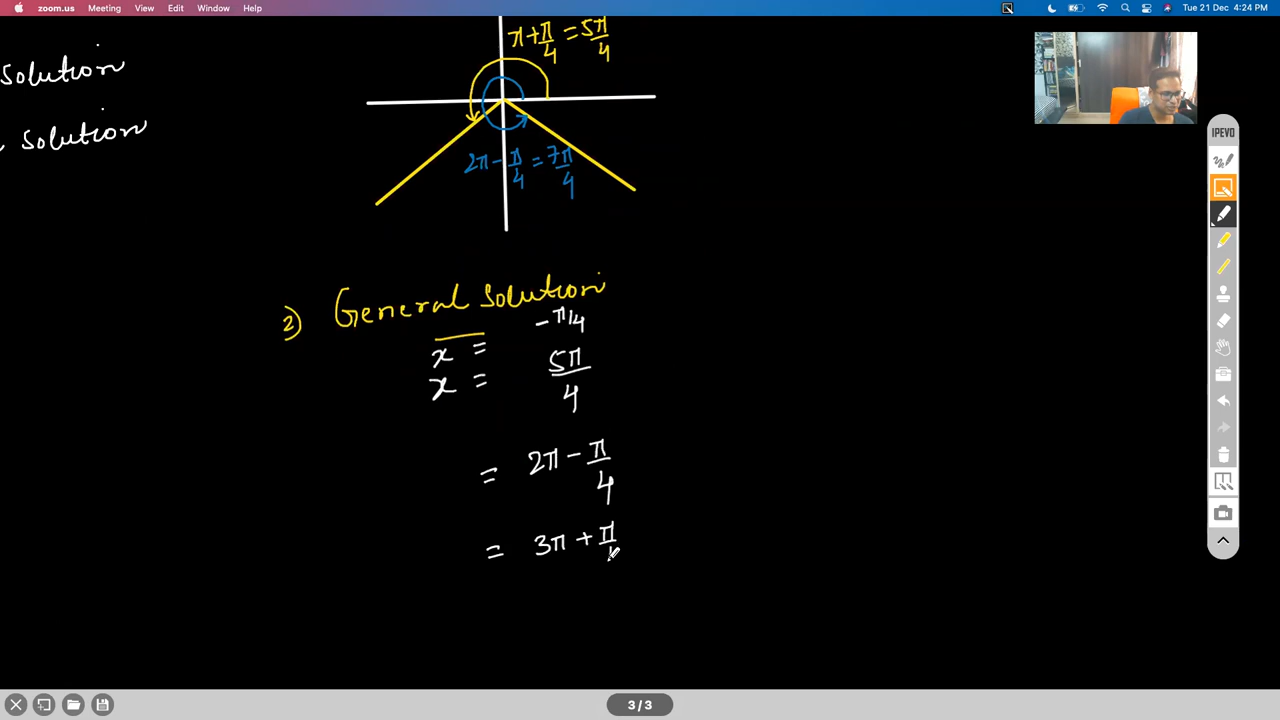 zoom.us Meeting View Edit Window Help Tue 21 Dec 4:24 PM
π+π/4 = 5π/4
Solution
Solution
2π-π/4 = 7π/4
IPEVO
2) General Solution
x = -π/4
x = 5π/4
= 2π - π/4
= 3π + π/
3/3